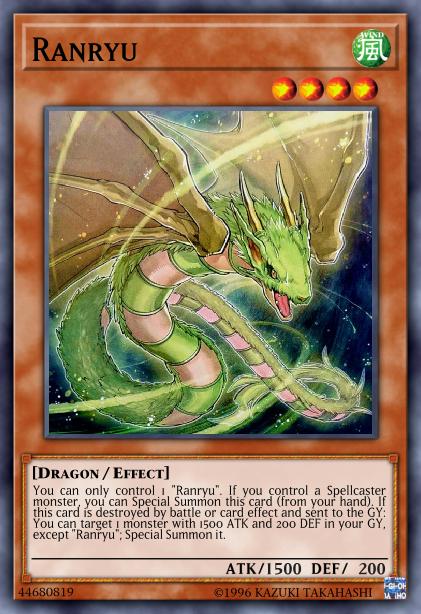 RANRYU
WIND
風
[DRAGON / EFFECT]
You can only control 1 "Ranryu". If you control a Spellcaster
monster, you can Special Summon this card (from your hand). If
this card is destroyed by battle or card effect and sent to the GY:
You can target 1 monster with 1500 ATK and 200 DEF in your GY,
except "Ranryu"; Special Summon it.
ATK/1500 DEF/ 200
44680819
©1996 KAZUKI TAKAHASHI